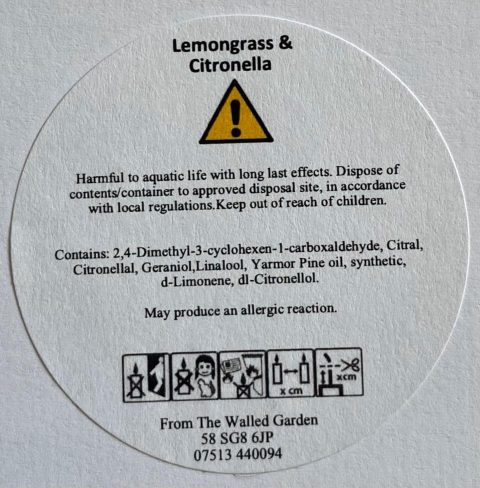 Lemongrass &
Citronella
Harmful to aquatic life with long last effects. Dispose of
contents/container to approved disposal site, in accordance
with local regulations.Keep out of reach of children.
Contains: 2,4-Dimethyl-3-cyclohexen-1-carboxaldehyde, Citral,
Citronellal, Geraniol,Linalool, Yarmor Pine oil, synthetic,
d-Limonene, dl-Citronellol.
May produce an allergic reaction.
x cm
xcm
From The Walled Garden
58 SG8 6JP
07513 440094